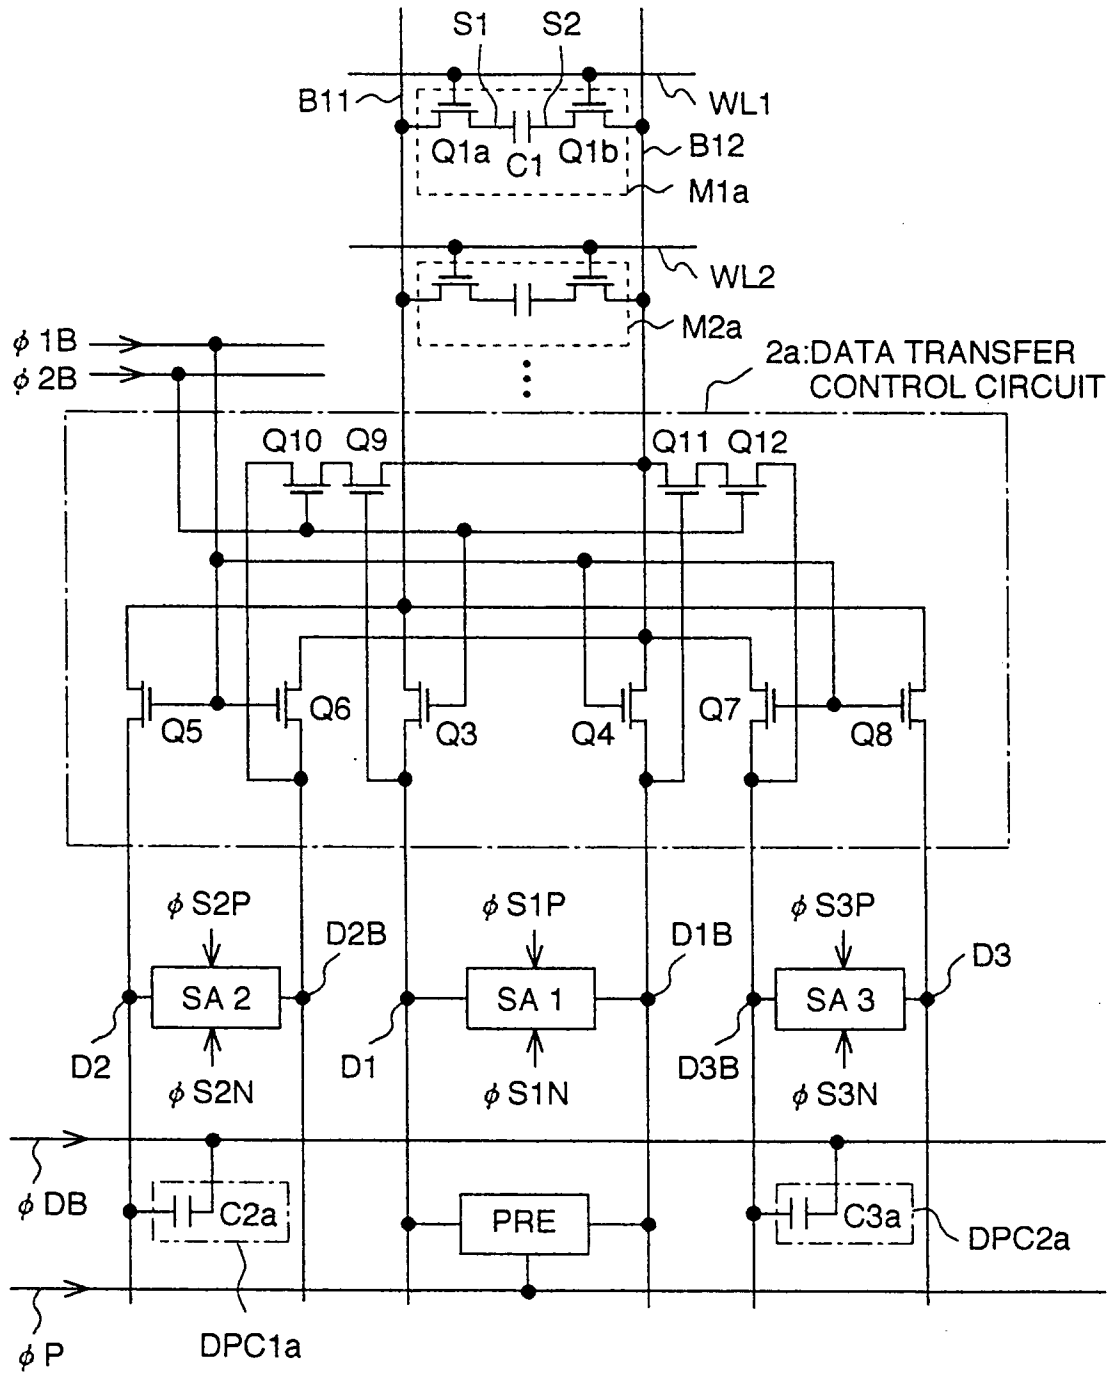 S1 S2
B11
WL1
Q1a C1 Q1b
B12
M1a
WL2
M2a
ϕ 1B
ϕ 2B
2a:DATA TRANSFER
CONTROL CIRCUIT
Q10 Q9 Q11 Q12
Q5 Q6 Q3 Q4 Q7 Q8
ϕ S2P ϕ S1P ϕ S3P
D2B D1B D3
SA 2 SA 1 SA 3
D2 D1 D3B
ϕ S2N ϕ S1N ϕ S3N
ϕ DB
C2a PRE C3a
DPC2a
ϕ P
DPC1a